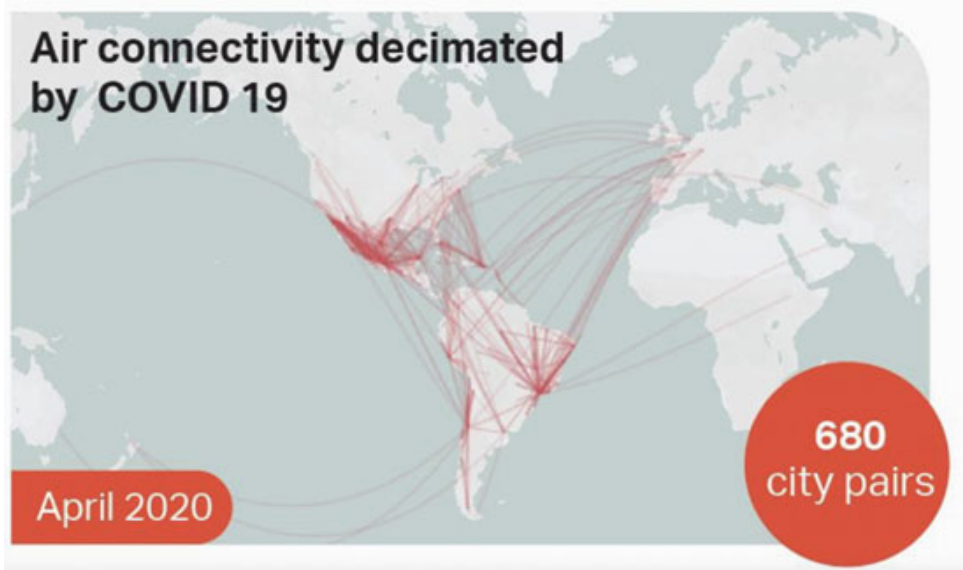 Air connectivity decimated
by COVID 19
680
city pairs
April 2020